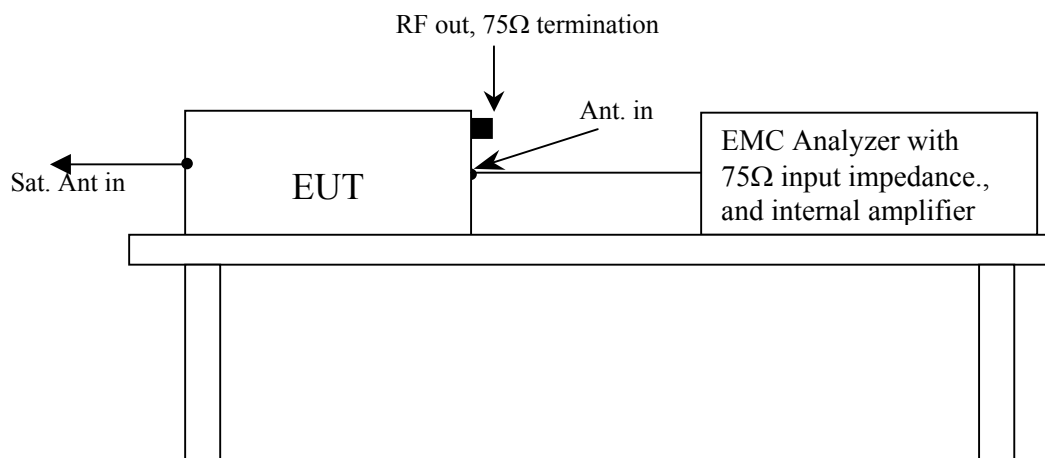 RF out, 75Ω termination
Ant. in
Sat. Ant in
EUT
EMC Analyzer with
75Ω input impedance.,
and internal amplifier